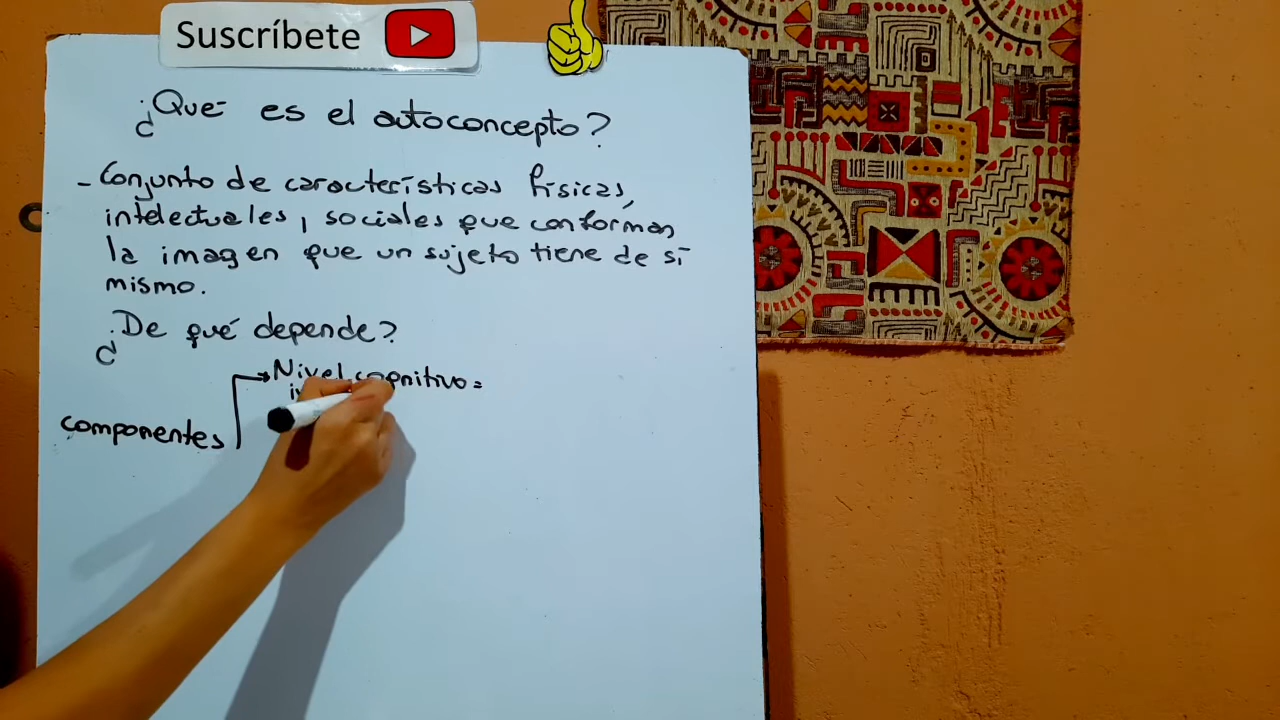 Suscríbete
¿Qué es el autoconcepto?
- Conjunto de características físicas,
intelectuales, sociales que conforman
la imagen que un sujeto tiene de sí
mismo.
¿De qué depende?
Nivel cognitivo =
componentes